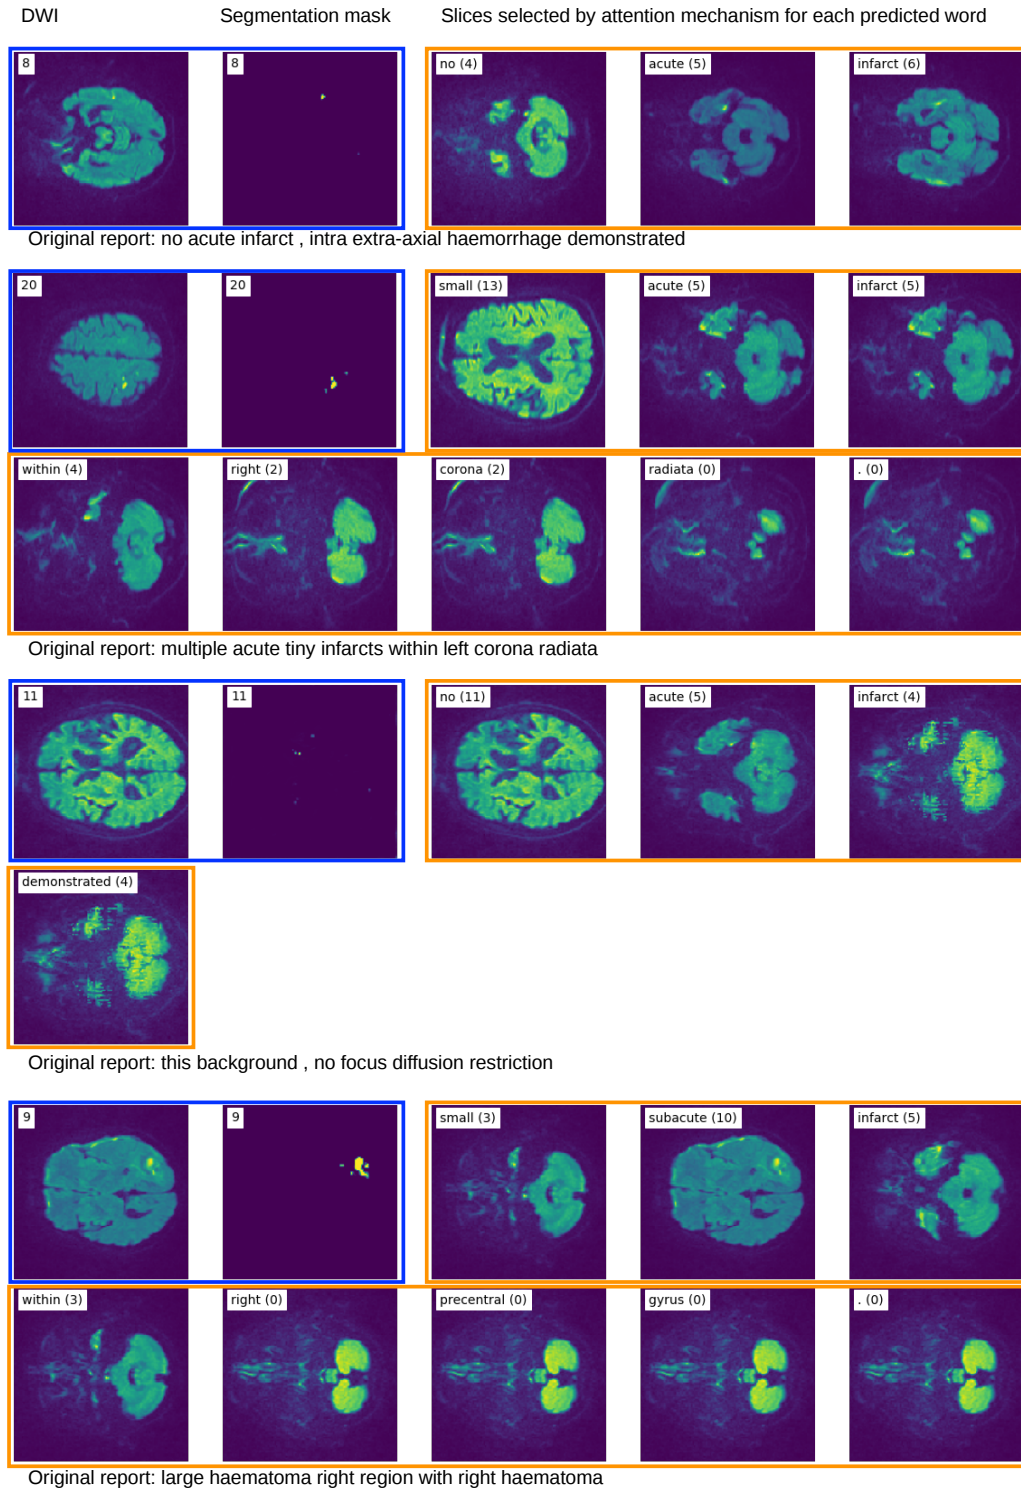 DWI Segmentation mask Slices selected by attention mechanism for each predicted word
8 8 no (4) acute (5) infarct (6)
Original report: no acute infarct , intra extra-axial haemorrhage demonstrated
20 20 small (13) acute (5) infarct (5)
within (4) right (2) corona (2) radiata (0) . (0)
Original report: multiple acute tiny infarcts within left corona radiata
11 11 no (11) acute (5) infarct (4)
demonstrated (4)
Original report: this background , no focus diffusion restriction
9 9 small (3) subacute (10) infarct (5)
within (3) right (0) precentral (0) gyrus (0) . (0)
Original report: large haematoma right region with right haematoma